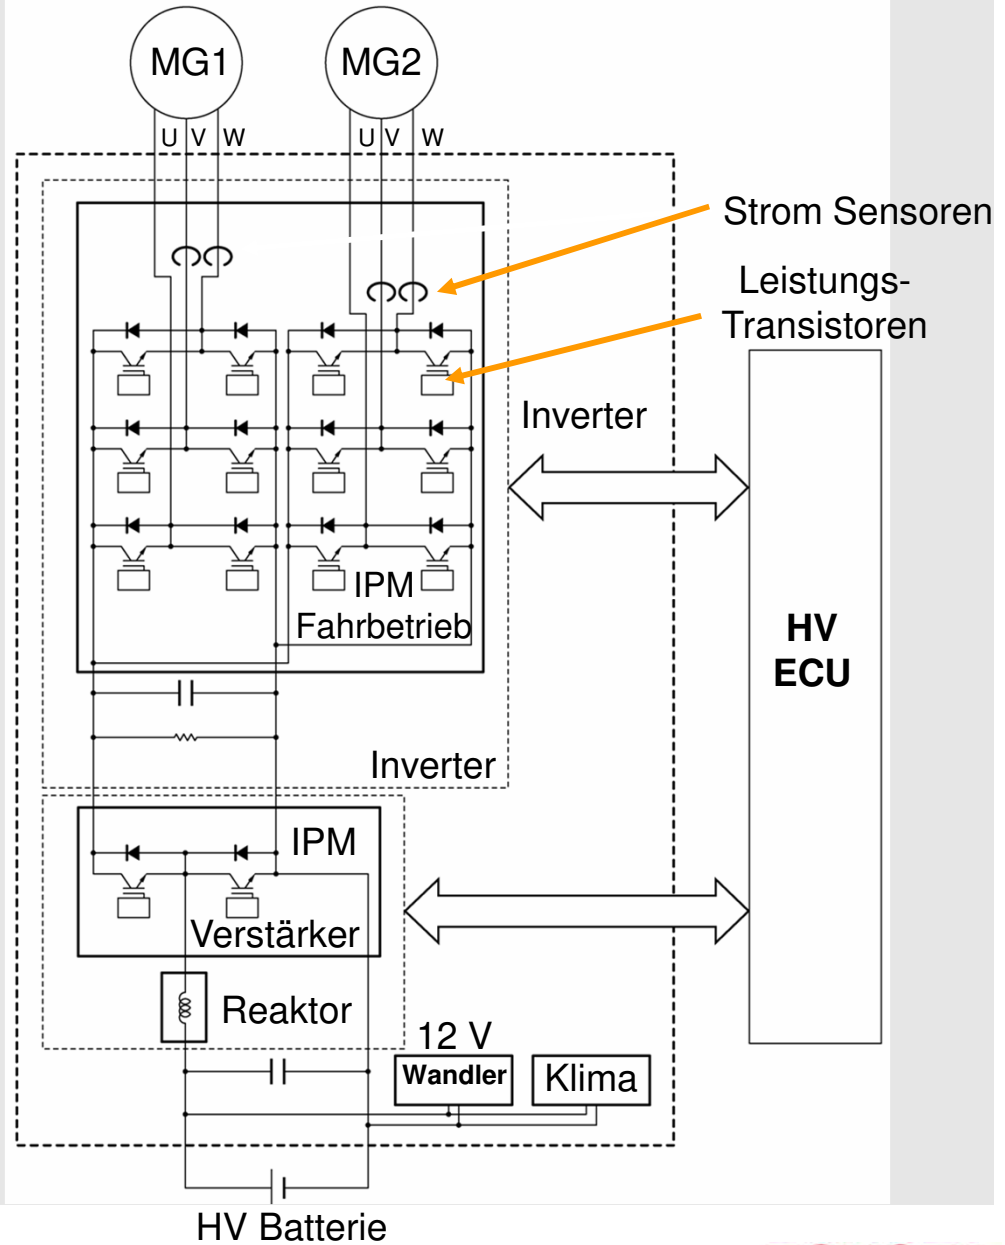 MG1
MG2
U V W
U V W
Strom Sensoren
Leistungs-
Transistoren
Inverter
IPM
Fahrbetrieb
HV
ECU
Inverter
IPM
Verstärker
Reaktor
12 V
Wandler
Klima
HV Batterie